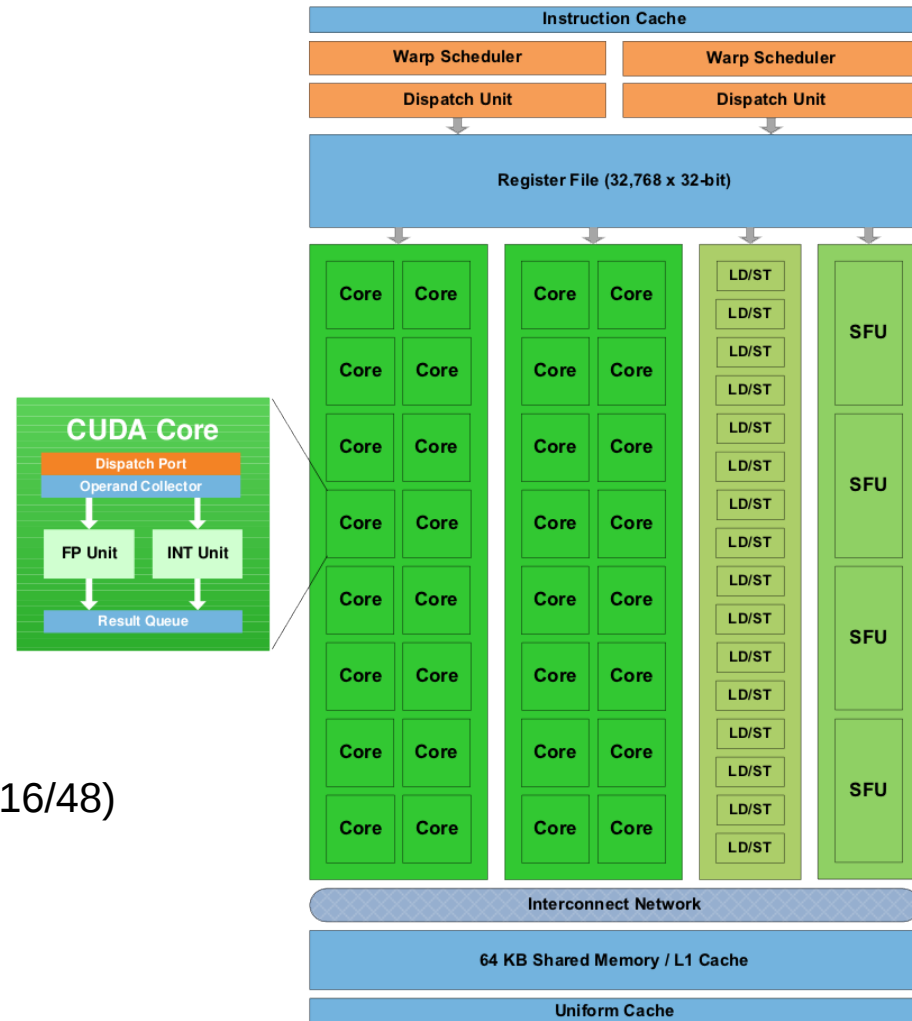 Instruction Cache
Warp Scheduler Warp Scheduler
Dispatch Unit Dispatch Unit
Register File (32,768 x 32-bit)
Core Core Core Core LD/ST
LD/ST
SFU
Core Core Core Core LD/ST
LD/ST
CUDA Core
Dispatch Port
Operand Collector
FP Unit INT Unit
Result Queue
Core Core Core Core LD/ST
LD/ST
SFU
Core Core Core Core LD/ST
LD/ST
Core Core Core Core LD/ST
LD/ST
SFU
Core Core Core Core LD/ST
LD/ST
Core Core Core Core LD/ST
LD/ST
SFU
Core Core Core Core LD/ST
LD/ST
16/48)
Interconnect Network
64 KB Shared Memory / L1 Cache
Uniform Cache